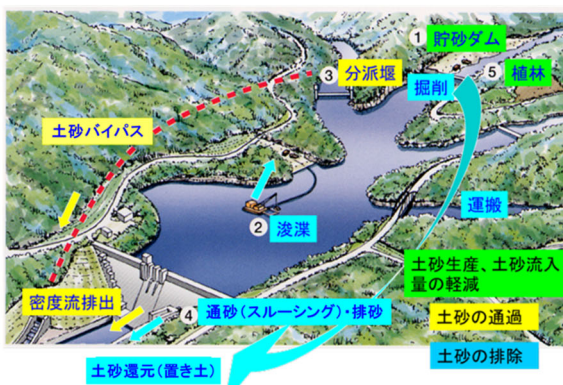 ① 貯砂ダム
③ 分派堰
⑤ 植林
掘削
土砂バイパス
運搬
② 浚渫
土砂生産、土砂流入
量の軽減
密度流排出
④ 通砂(スルーシング)・排砂
土砂の通過
土砂の排除
土砂還元(置き土)